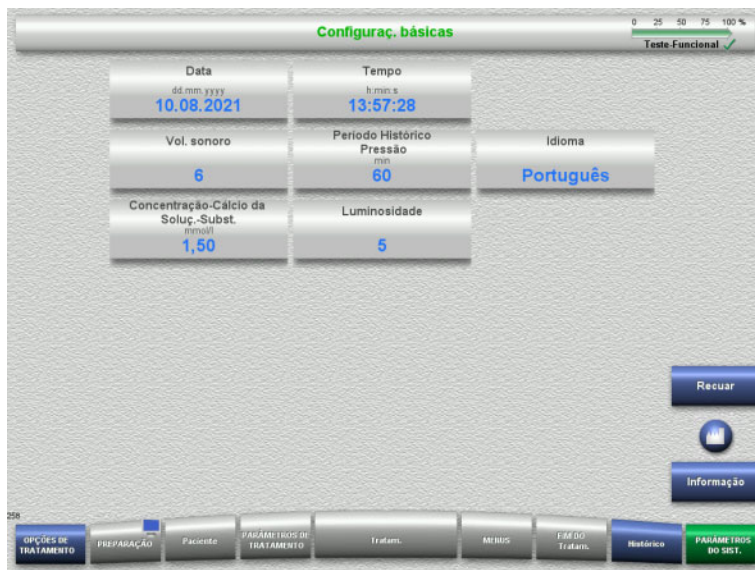 Configuraç. básicas
0 25 50 75 100 %
Teste-Funcional
Data
dd.mm.yyyy
10.08.2021
Tempo
h:min:s
13:57:28
Vol. sonoro
6
Período Histórico
Pressão
min
60
Idioma
Português
Concentração-Cálcio da
Soluç.-Subst.
mmol/l
1,50
Luminosidade
5
Recuar
Informação
256
OPÇÕES DE
TRATAMENTO
PREPARAÇÃO
Paciente
PARÂMETROS DE
TRATAMENTO
Tratam.
MENUS
FIM DO
Tratam.
Histórico
PARÂMETROS
DO SIST.